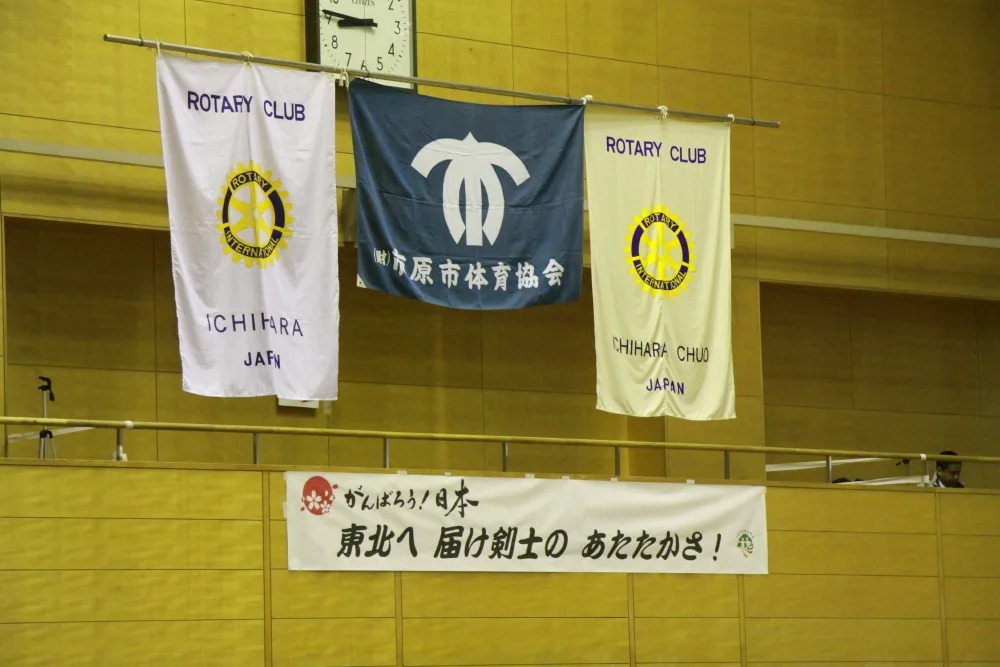 CITIZEN
ROTARY CLUB
ROTARY
INTERNATIONAL
ICHIHARA
JAPAN
(財)市原市体育協会
ROTARY CLUB
ROTARY
INTERNATIONAL
ICHIHARA CHUO
JAPAN
がんばろう!日本
東北へ 届け剣士の あたたかさ!